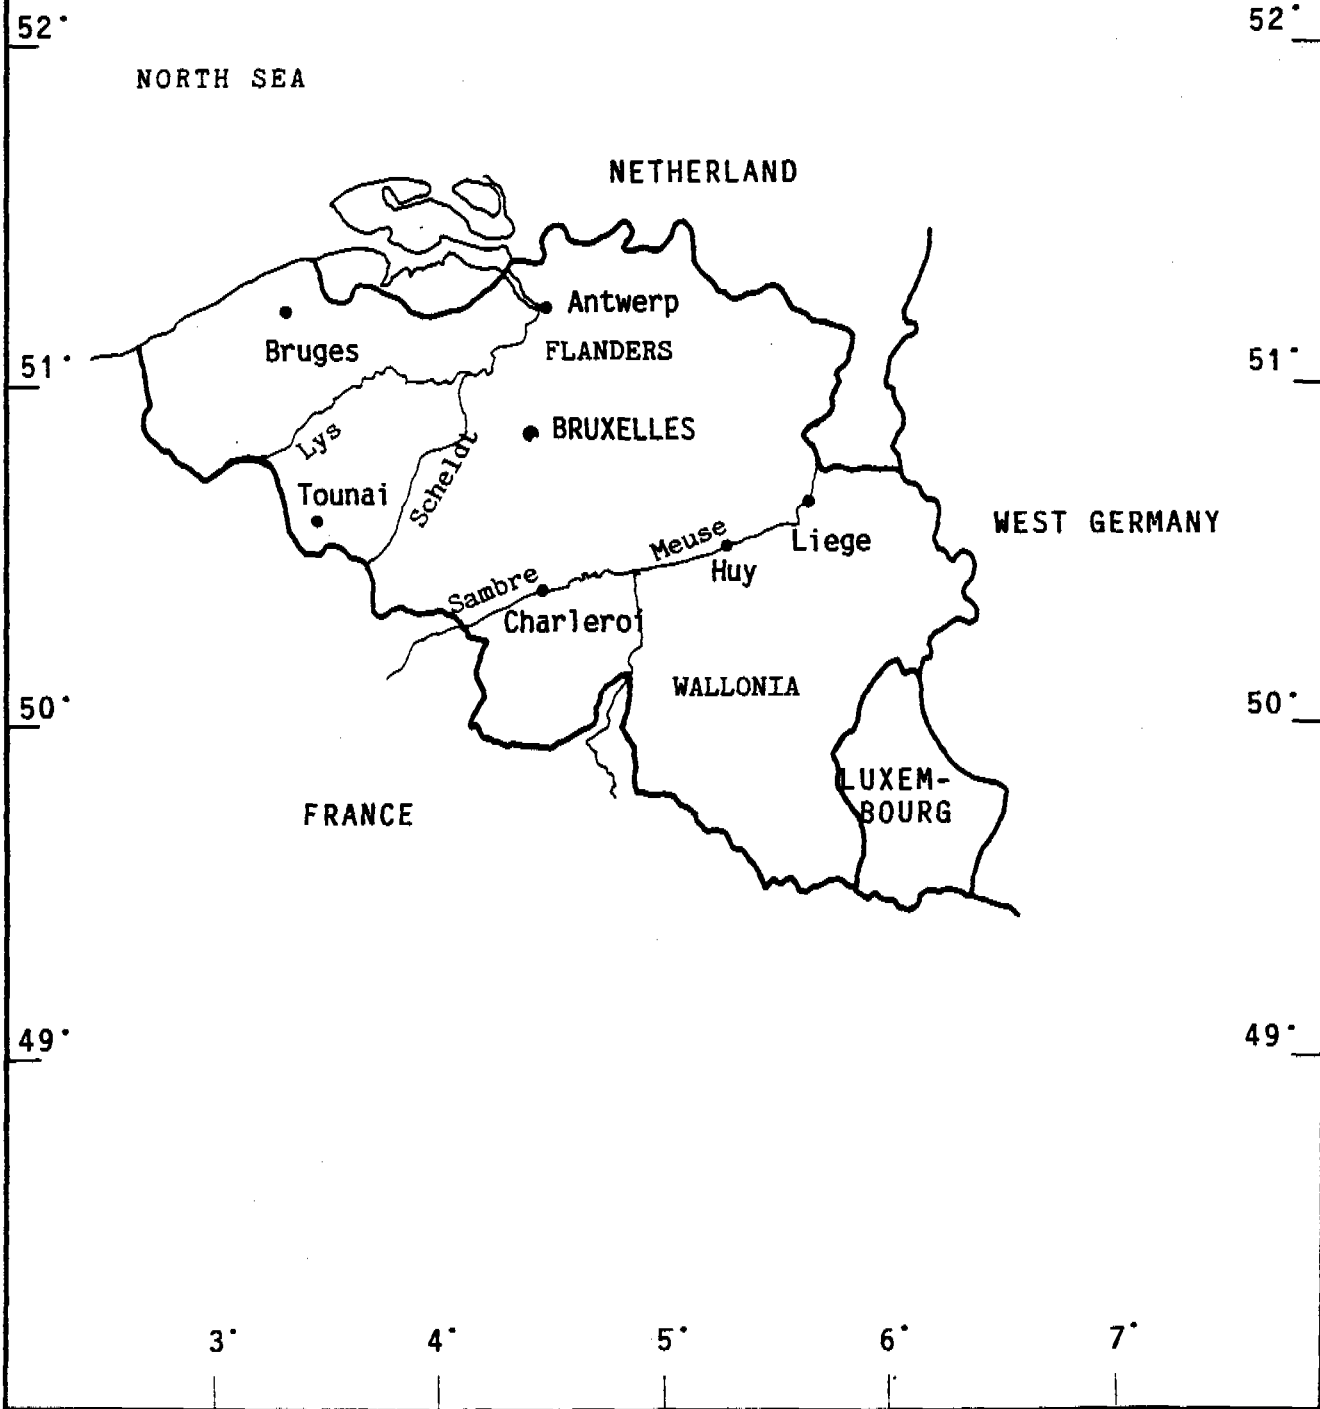 52° 52°
NORTH SEA
NETHERLAND
Antwerp
Bruges
FLANDERS
51° 51°
BRUXELLES
Lys
Scheldt
Tounai
WEST GERMANY
Meuse
Liege
Huy
Sambre
Charleroi
WALLONIA
50° 50°
LUXEM-
BOURG
FRANCE
49° 49°
3° 4° 5° 6° 7°